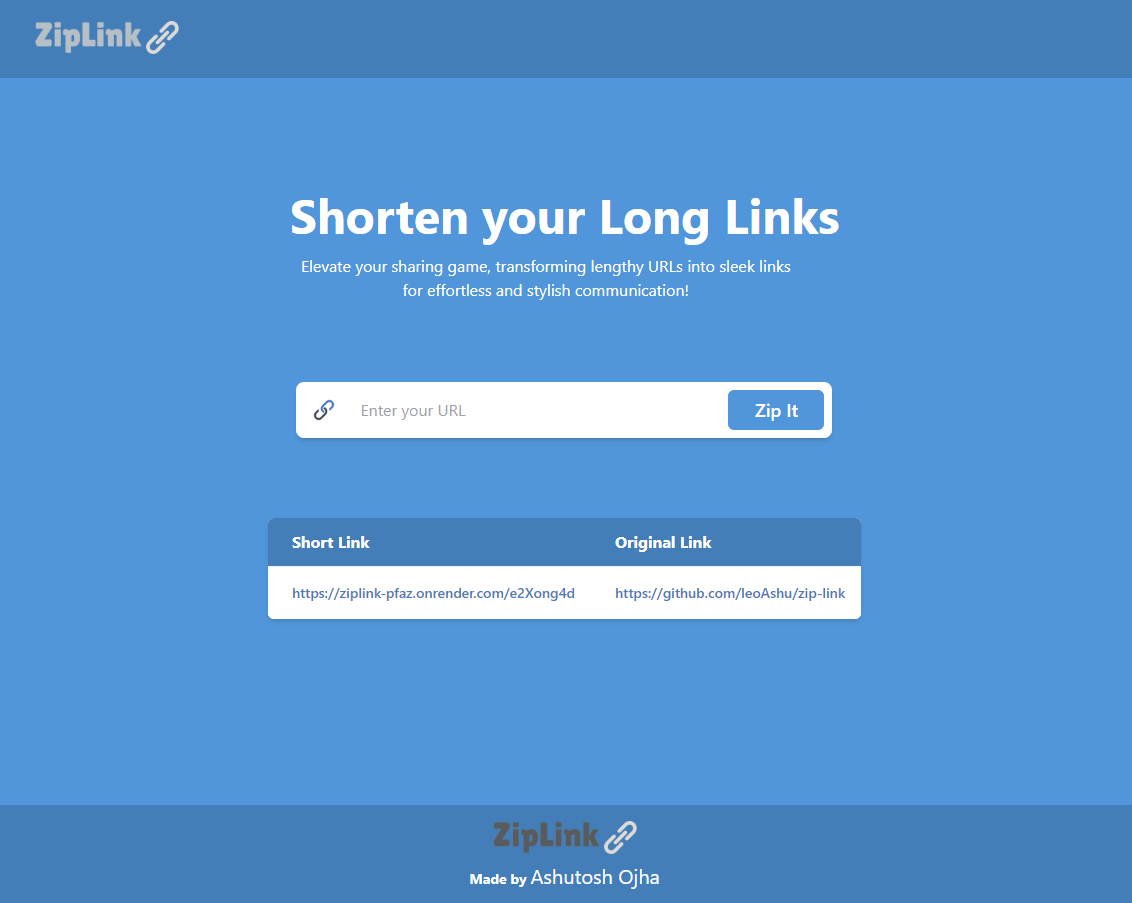 ZipLink
Shorten your Long Links
Elevate your sharing game, transforming lengthy URLs into sleek links
for effortless and stylish communication!
Enter your URL
Zip It
Short Link
Original Link
https://ziplink-pfaz.onrender.com/e2Xong4d
https://github.com/leoAshu/zip-link
ZipLink
Made by Ashutosh Ojha